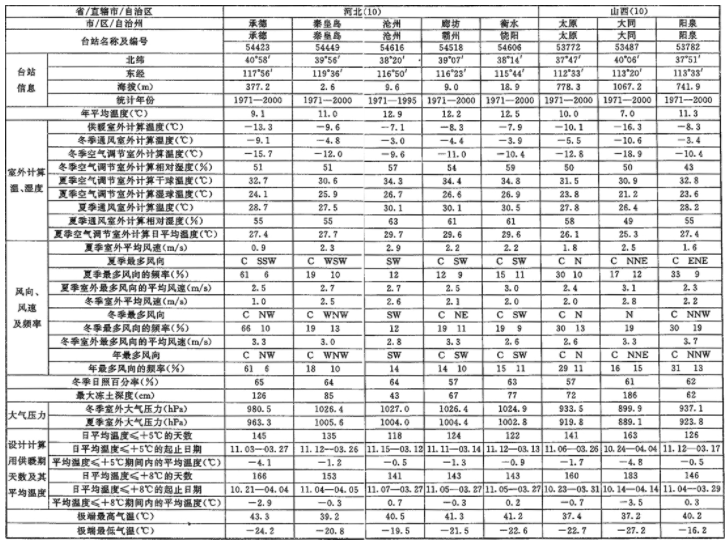 省/直辖市/自治区 河北(10) 山西(10)
市/区/自治州 承德 秦皇岛 沧州 廊坊 衡水 太原 大同 阳泉
台站名称及编号 承德 秦皇岛 沧州 霸州 饶阳 太原 大同 阳泉
54423 54449 54616 54518 54606 53772 53487 53782
台站信息 北纬 40°58′ 39°56′ 38°20′ 39°07′ 38°14′ 37°47′ 40°06′ 37°51′
东经 117°56′ 119°36′ 116°50′ 116°23′ 115°44′ 112°33′ 113°20′ 113°33′
海拔(m) 377.2 2.6 9.6 9.0 18.9 778.3 1067.2 741.9
统计年份 1971—2000 1971—2000 1971—1995 1971—2000 1971—2000 1971—2000 1971—2000 1971—2000
年平均温度(℃) 9.1 11.0 12.9 12.2 12.5 10.0 7.0 11.3
室外计算温、湿度 供暖室外计算温度(℃) -13.3 -9.6 -7.1 -8.3 -7.9 -10.1 -16.3 -8.3
冬季通风室外计算温度(℃) -9.1 -4.8 -3.0 -4.4 -3.9 -5.5 -10.6 -3.4
冬季空气调节室外计算温度(℃) -15.7 -12.0 -9.6 -11.0 -10.4 -12.8 -18.9 -10.4
冬季空气调节室外计算相对湿度(%) 51 51 57 54 59 50 50 43
夏季空气调节室外计算干球温度(℃) 32.7 30.6 34.3 34.4 34.8 31.5 30.9 32.8
夏季空气调节室外计算湿球温度(℃) 24.1 25.9 26.7 26.6 26.9 23.8 21.2 23.6
夏季通风室外计算温度(℃) 28.7 27.5 30.1 30.1 30.5 27.8 26.4 28.2
夏季通风室外计算相对湿度(%) 55 55 63 61 61 58 49 55
夏季空气调节室外计算日平均温度(℃) 27.4 27.7 29.7 29.6 29.6 26.1 25.3 27.4
风向、风速及频率 夏季室外平均风速(m/s) 0.9 2.3 2.9 2.2 2.2 1.8 2.5 1.6
夏季最多风向 C SSW C WSW SW C SW C SW C N C NNE C ENE
夏季最多风向的频率(%) 61 6 19 10 12 12 9 15 11 30 10 17 12 33 9
夏季室外最多风向的平均风速(m/s) 2.5 2.7 2.7 2.5 3.0 2.4 3.1 2.3
冬季室外平均风速(m/s) 1.0 2.5 2.6 2.1 2.0 2.0 2.8 2.2
冬季最多风向 C NW C WNW SW C NE C SW C N N C NNW
冬季最多风向的频率(%) 66 10 19 13 12 19 11 19 9 30 13 19 30 19
冬季室外最多风向的平均风速(m/s) 3.3 3.0 2.8 3.3 2.6 2.6 3.3 3.7
年最多风向 C NW C WNW SW C SW C SW C N C NNE C NNW
年最多风向的频率(%) 61 6 18 10 14 14 10 15 11 29 11 16 15 31 13
冬季日照百分率(%) 65 64 64 57 63 57 61 62
最大冻土深度(cm) 126 85 43 67 77 72 186 62
大气压力 冬季室外大气压力(hPa) 980.5 1026.4 1027.0 1026.4 1024.9 933.5 899.9 937.1
夏季室外大气压力(hPa) 963.3 1005.6 1004.0 1004.4 1002.8 919.8 889.1 923.8
设计计算用供暖期天数及其平均温度 日平均温度≤+5℃的天数 145 135 118 124 122 141 163 126
日平均温度≤+5℃的起止日期 11.03—03.27 11.12—03.26 11.15—03.12 11.11—03.14 11.12—03.13 11.06—03.26 10.24—04.04 11.12—03.17
平均温度≤+5℃期间内的平均温度(℃) -4.1 -1.2 -0.5 -1.3 -0.9 -1.7 -4.8 -0.5
日平均温度≤+8℃的天数 166 153 141 143 143 160 183 146
日平均温度≤+8℃的起止日期 10.21—04.04 11.04—04.05 11.07—03.27 11.05—03.27 11.05—03.27 10.23—03.31 10.14—04.14 11.04—03.29
平均温度≤+8℃期间内的平均温度(℃) -2.9 -0.3 0.7 -0.3 0.2 -0.7 -3.5 0.3
极端最高气温(℃) 43.3 39.2 40.5 41.3 41.2 37.4 37.2 40.2
极端最低气温(℃) -24.2 -20.8 -19.5 -21.5 -22.6 -22.7 -27.2 -16.2